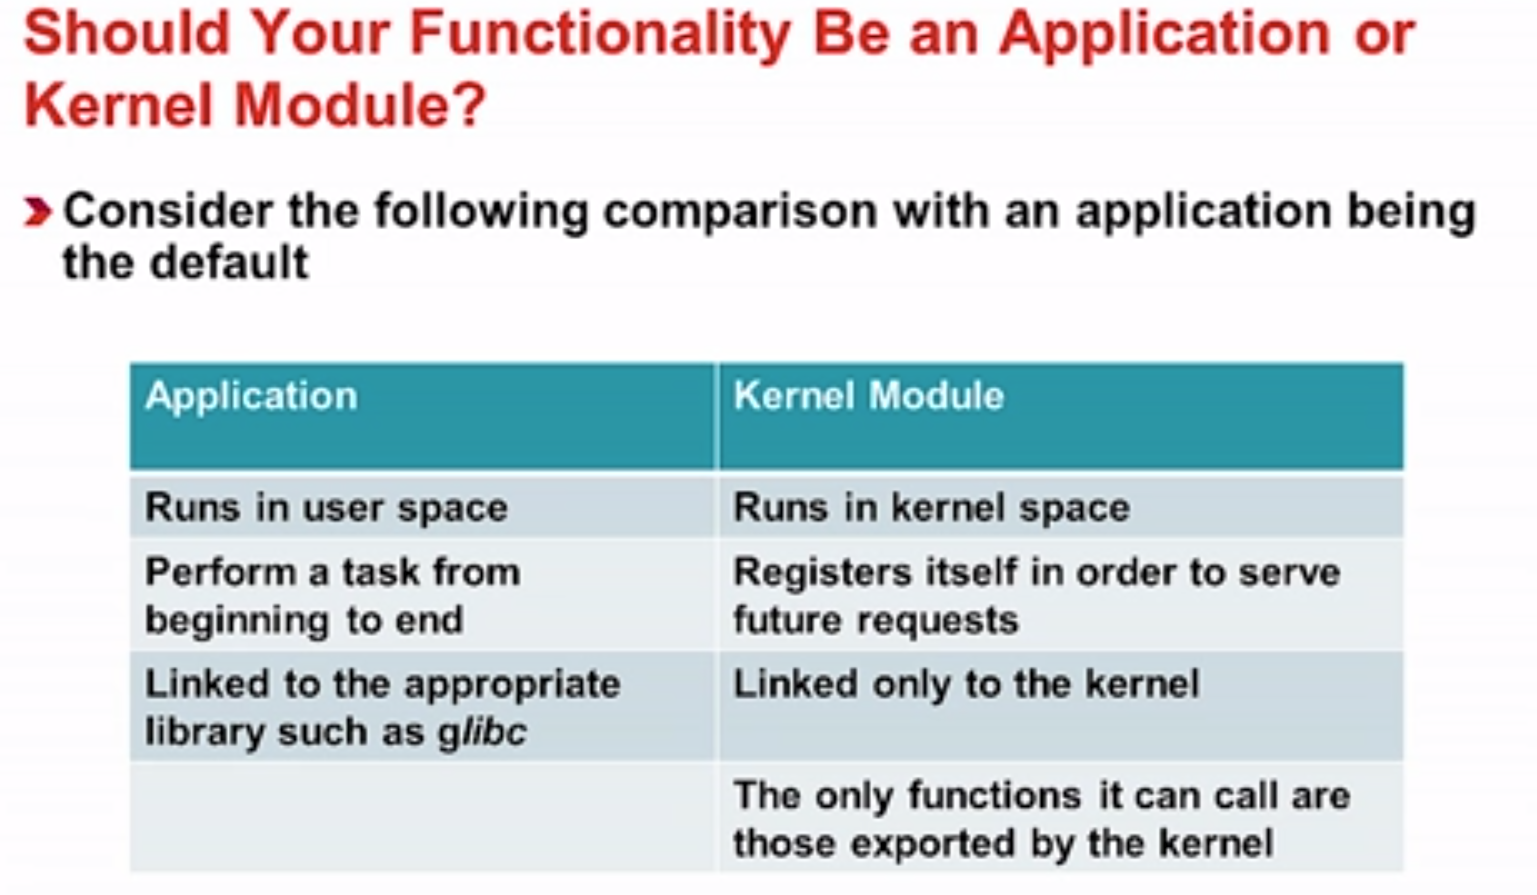 Should Your Functionality Be an Application or
Kernel Module?
Consider the following comparison with an application being
the default
Application
Kernel Module
Runs in user space
Runs in kernel space
Perform a task from
beginning to end
Registers itself in order to serve
future requests
Linked to the appropriate
library such as glibc
Linked only to the kernel
The only functions it can call are
those exported by the kernel